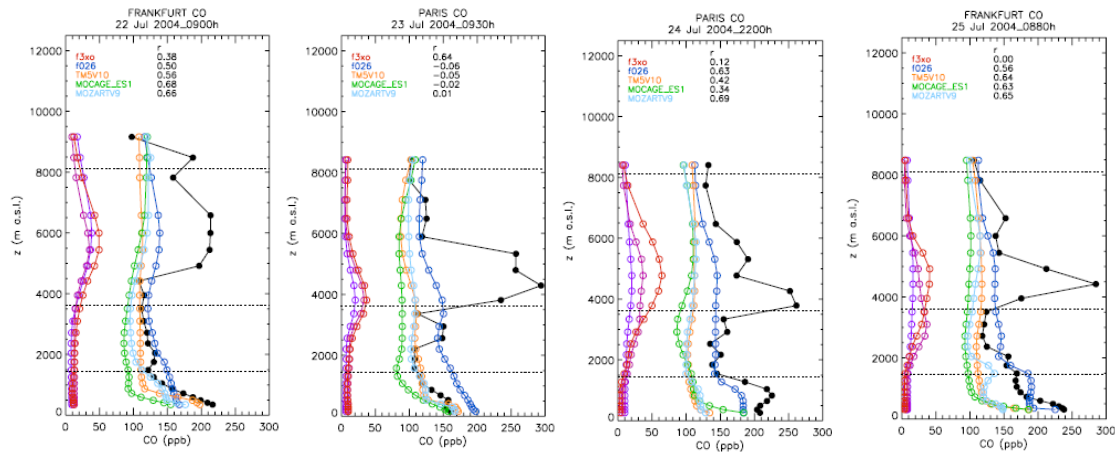 FRANKFURT CO
22 Jul 2004_0900h
r
f3xo 0.38
f026 0.50
TM5V10 0.56
MOCAGE_ES1 0.68
MOZARTV9 0.66
12000
10000
8000
6000
4000
2000
0
z (m a.s.l.)
0 50 100 150 200 250 300
CO (ppb)
PARIS CO
23 Jul 2004_0930h
r
f3xo 0.64
f026 -0.06
TM5V10 -0.05
MOCAGE_ES1 -0.02
MOZARTV9 0.01
12000
10000
8000
6000
4000
2000
0
z (m a.s.l.)
0 50 100 150 200 250 300
CO (ppb)
PARIS CO
24 Jul 2004_2200h
r
f3xo 0.12
f026 0.63
TM5V10 0.42
MOCAGE_ES1 0.34
MOZARTV9 0.69
12000
10000
8000
6000
4000
2000
0
z (m a.s.l.)
0 50 100 150 200 250 300
CO (ppb)
FRANKFURT CO
25 Jul 2004_0880h
r
f3xo 0.00
f026 0.56
TM5V10 0.64
MOCAGE_ES1 0.63
MOZARTV9 0.65
12000
10000
8000
6000
4000
2000
0
z (m a.s.l.)
0 50 100 150 200 250 300
CO (ppb)